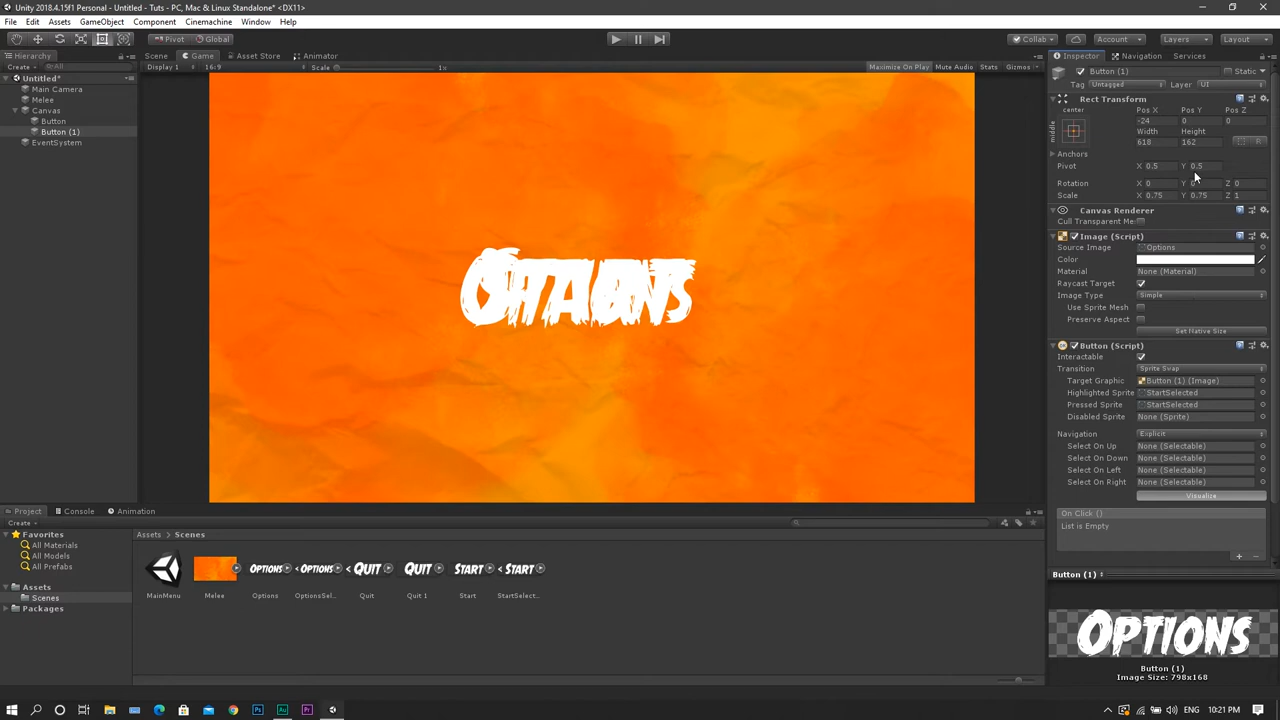 Unity 2018.4.15f1 Personal - Untitled - Tuts - PC, Mac & Linux Standalone* <DX11>
File Edit Assets GameObject Component Cinemachine Window Help
Pivot Global
Collab Account Layers Layout
Hierarchy
Scene Game Asset Store Animator
Inspector Navigation Services
Create All
Display 1 16:9 Scale 1x Maximize On Play Mute Audio Stats Gizmos
Button (1) Static
Untitled*
Tag Untagged Layer UI
Main Camera
Melee
Canvas
Button
Button (1)
EventSystem
Rect Transform
center
middle
Pos X Pos Y Pos Z
-24 0 0
Width Height
618 162
R
Anchors
Pivot X 0.5 Y 0.5
Rotation X 0 Y 0 Z 0
Scale X 0.75 Y 0.75 Z 1
Canvas Renderer
Cull Transparent Me
Image (Script)
Source Image Options
Color
Material None (Material)
Raycast Target
Image Type Simple
Use Sprite Mesh
Preserve Aspect
Set Native Size
Button (Script)
Interactable
Transition Sprite Swap
Target Graphic Button (1) (Image)
Highlighted Sprite StartSelected
Pressed Sprite StartSelected
Disabled Sprite None (Sprite)
Navigation Explicit
Select On Up None (Selectable)
Select On Down None (Selectable)
Select On Left None (Selectable)
Select On Right None (Selectable)
Visualize
On Click ()
List is Empty
Button (1)
OPTIONS
Button (1)
Image Size: 798x168
Project Console Animation
Create
Favorites
All Materials
All Models
All Prefabs
Assets
Scenes
Packages
Assets Scenes
OPTIONS < OPTIONS < QUIT QUIT START < START
MainMenu Melee Options OptionsSel... Quit Quit 1 Start StartSelect...
Ps Au Pr
ENG 10:21 PM